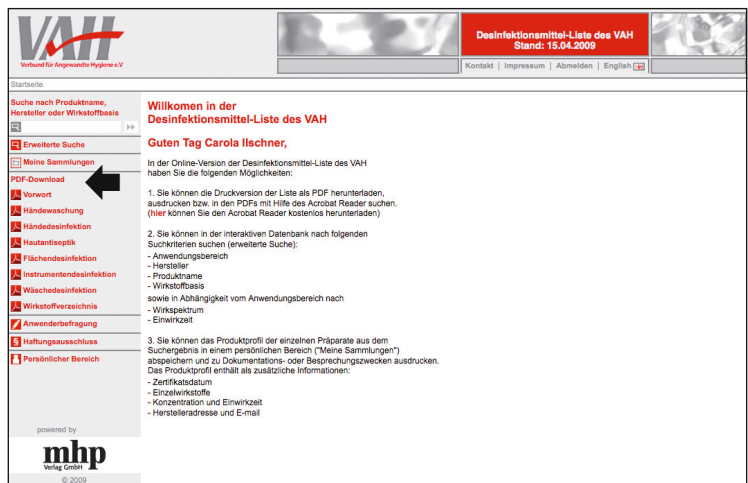 VAH
Verbund für Angewandte Hygiene e.V
Desinfektionsmittel-Liste des VAH
Stand: 15.04.2009
Kontakt | Impressum | Abmelden | English
Startseite
Suche nach Produktname,
Hersteller oder Wirkstoffbasis
Erweiterte Suche
Meine Sammlungen
PDF-Download
Vorwort
Händewaschung
Händedesinfektion
Hautantiseptik
Flächendesinfektion
Instrumentendesinfektion
Wäschedesinfektion
Wirkstoffverzeichnis
Anwenderbefragung
§ Haftungsausschluss
Persönlicher Bereich
powered by
mhp
Verlag GmbH
© 2009
Willkomen in der
Desinfektionsmittel-Liste des VAH
Guten Tag Carola Ilschner,
In der Online-Version der Desinfektionsmittel-Liste des VAH
haben Sie die folgenden Möglichkeiten:
1. Sie können die Druckversion der Liste als PDF herunterladen,
ausdrucken bzw. in den PDFs mit Hilfe des Acrobat Reader suchen.
(hier können Sie den Acrobat Reader kostenlos herunterladen)
2. Sie können in der interaktiven Datenbank nach folgenden
Suchkriterien suchen (erweiterte Suche):
- Anwendungsbereich
- Hersteller
- Produktname
- Wirkstoffbasis
sowie in Abhängigkeit vom Anwendungsbereich nach
- Wirkspektrum
- Einwirkzeit
3. Sie können das Produktprofil der einzelnen Präparate aus dem
Suchergebnis in einem persönlichen Bereich ("Meine Sammlungen")
abspeichern und zu Dokumentations- oder Besprechungszwecken ausdrucken.
Das Produktprofil enthält als zusätzliche Informationen:
- Zertifikatsdatum
- Einzelwirkstoffe
- Konzentration und Einwirkzeit
- Herstelleradresse und E-mail